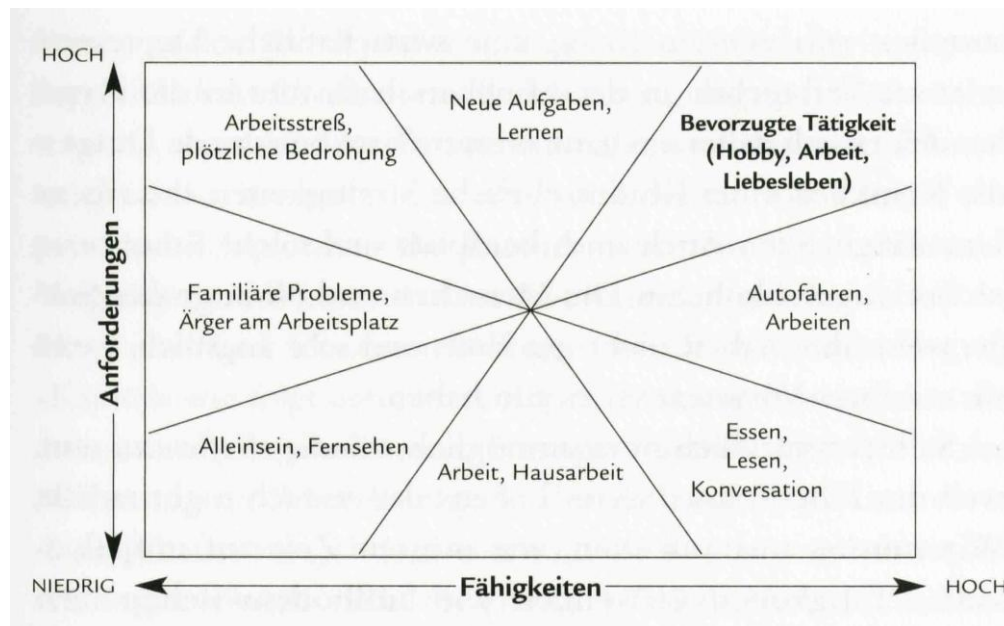 HOCH
Arbeitsstreß,
plötzliche Bedrohung
Neue Aufgaben,
Lernen
Bevorzugte Tätigkeit
(Hobby, Arbeit,
Liebesleben)
Anforderungen
Familiäre Probleme,
Ärger am Arbeitsplatz
Autofahren,
Arbeiten
Alleinsein, Fernsehen
Arbeit, Hausarbeit
Essen,
Lesen,
Konversation
NIEDRIG
Fähigkeiten
HOCH